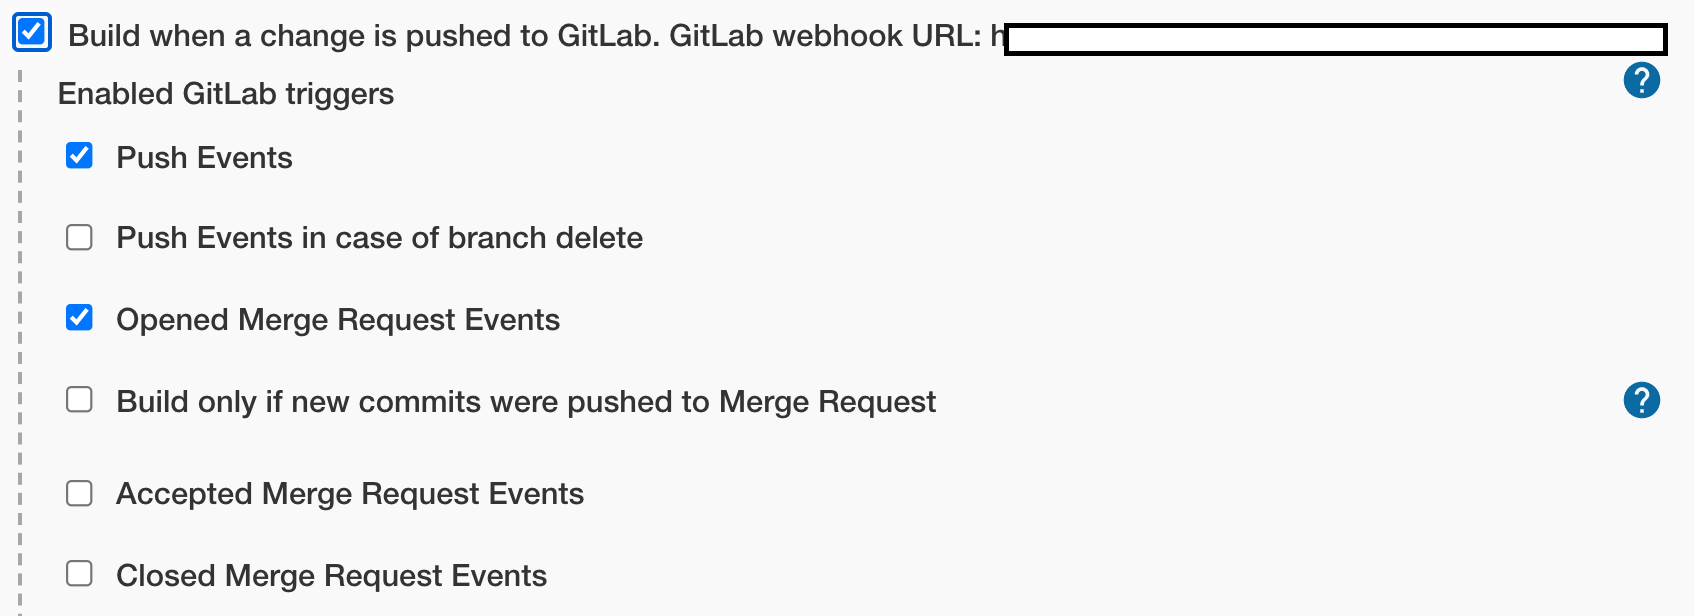 Build when a change is pushed to GitLab. GitLab webhook URL: h
?
Enabled GitLab triggers
Push Events
Push Events in case of branch delete
Opened Merge Request Events
Build only if new commits were pushed to Merge Request
?
Accepted Merge Request Events
Closed Merge Request Events